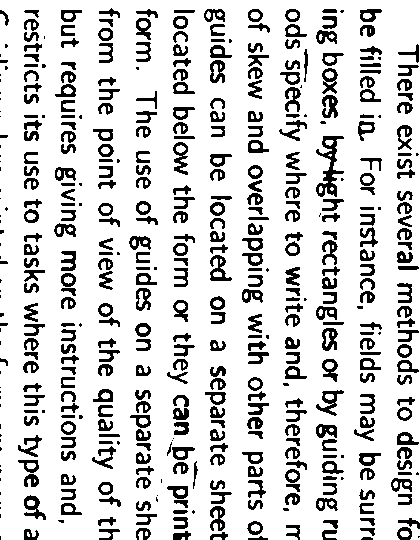 There exist several methods to design fo
be filled in. For instance, fields may be surr
ing boxes, by light rectangles or by guiding ru
ods specify where to write and, therefore, m
of skew and overlapping with other parts of
guides can be located on a separate sheet
located below the form or they can be print
form. The use of guides on a separate she
from the point of view of the quality of th
but requires giving more instructions and,
restricts its use to tasks where this type of a